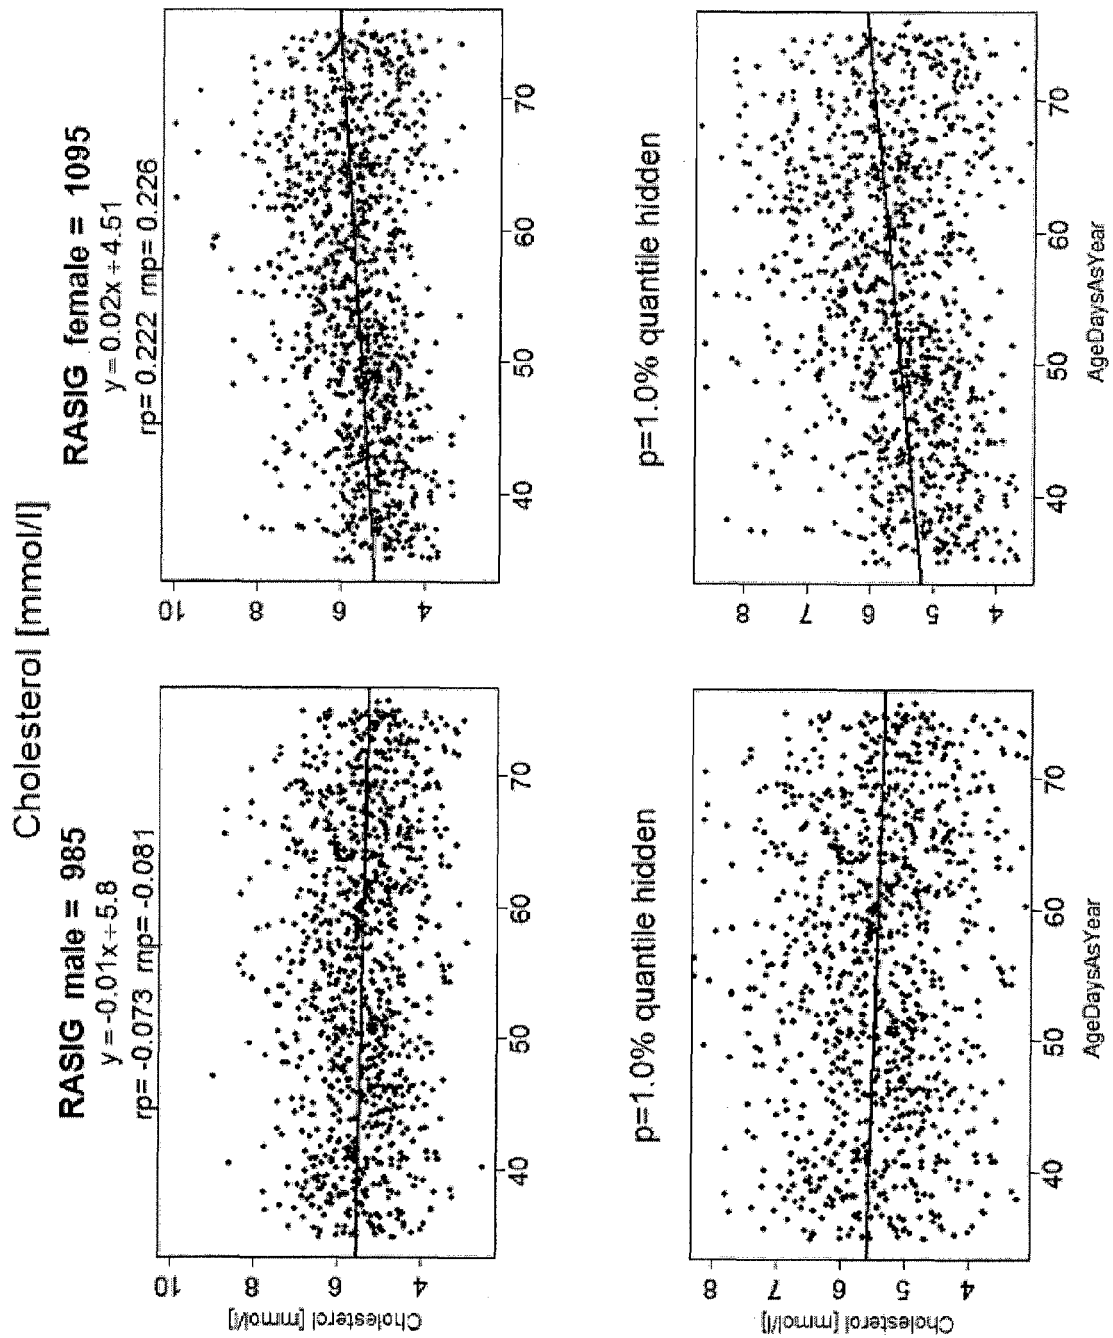 Cholesterol [mmol/l]
RASIG male = 985
y = -0.01x+5.8
rp= -0.073 rnp= -0.081
RASIG female = 1095
y = 0.02x+4.51
rp= 0.222 rnp= 0.226
Cholesterol [mmol/l]
10
8
6
4
40
50
60
70
10
8
6
4
40
50
60
70
p=1.0% quantile hidden
p=1.0% quantile hidden
Cholesterol [mmol/l]
8
7
6
5
4
40
50
60
70
AgeDaysAsYear
8
7
6
5
4
40
50
60
70
AgeDaysAsYear